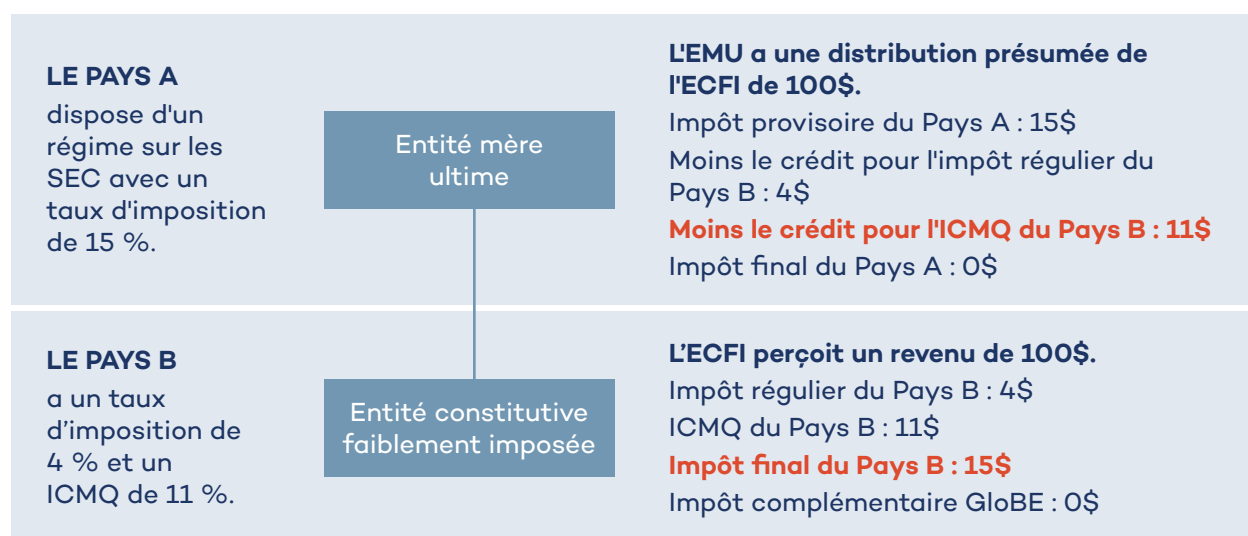 LE PAYS A
dispose d'un
régime sur les
SEC avec un
taux d'imposition
de 15 %.
Entité mère
ultime
L'EMU a une distribution présumée de
l'ECFI de 100$.
Impôt provisoire du Pays A : 15$
Moins le crédit pour l'impôt régulier du
Pays B : 4$
Moins le crédit pour l'ICMQ du Pays B : 11$
Impôt final du Pays A : 0$
LE PAYS B
a un taux
d’imposition de
4 % et un
ICMQ de 11 %.
Entité constitutive
faiblement imposée
L’ECFI perçoit un revenu de 100$.
Impôt régulier du Pays B : 4$
ICMQ du Pays B : 11$
Impôt final du Pays B : 15$
Impôt complémentaire GloBE : 0$